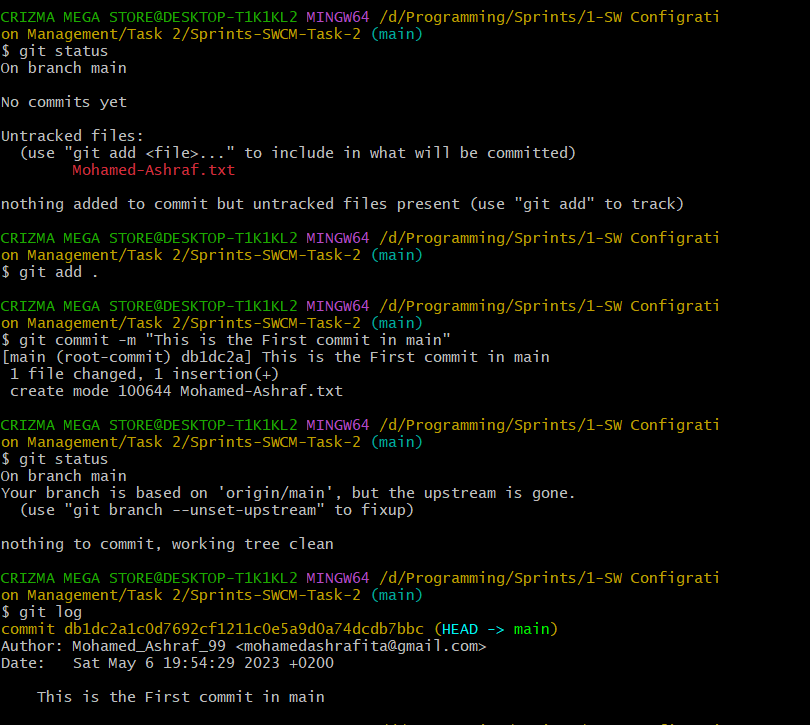 CRIZMA MEGA STORE@DESKTOP-T1K1KL2 MINGW64 /d/Programming/Sprints/1-SW Configrati
on Management/Task 2/Sprints-SWCM-Task-2 (main)
$ git status
On branch main

No commits yet

Untracked files:
  (use "git add <file>..." to include in what will be committed)
        Mohamed-Ashraf.txt

nothing added to commit but untracked files present (use "git add" to track)

CRIZMA MEGA STORE@DESKTOP-T1K1KL2 MINGW64 /d/Programming/Sprints/1-SW Configrati
on Management/Task 2/Sprints-SWCM-Task-2 (main)
$ git add .

CRIZMA MEGA STORE@DESKTOP-T1K1KL2 MINGW64 /d/Programming/Sprints/1-SW Configrati
on Management/Task 2/Sprints-SWCM-Task-2 (main)
$ git commit -m "This is the First commit in main"
[main (root-commit) db1dc2a] This is the First commit in main
 1 file changed, 1 insertion(+)
 create mode 100644 Mohamed-Ashraf.txt

CRIZMA MEGA STORE@DESKTOP-T1K1KL2 MINGW64 /d/Programming/Sprints/1-SW Configrati
on Management/Task 2/Sprints-SWCM-Task-2 (main)
$ git status
On branch main
Your branch is based on 'origin/main', but the upstream is gone.
  (use "git branch --unset-upstream" to fixup)

nothing to commit, working tree clean

CRIZMA MEGA STORE@DESKTOP-T1K1KL2 MINGW64 /d/Programming/Sprints/1-SW Configrati
on Management/Task 2/Sprints-SWCM-Task-2 (main)
$ git log
commit db1dc2a1c0d7692cf1211c0e5a9d0a74dcdb7bbc (HEAD -> main)
Author: Mohamed_Ashraf_99 <mohamedashrafita@gmail.com>
Date:   Sat May 6 19:54:29 2023 +0200

    This is the First commit in main